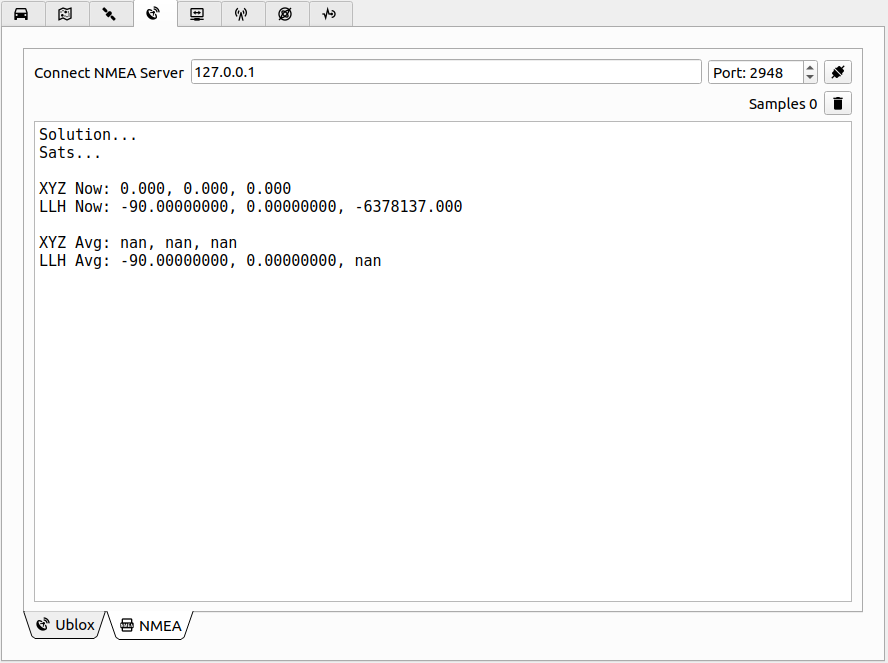 Connect NMEA Server 127.0.0.1 Port: 2948
Samples 0
Solution...
Sats...
XYZ Now: 0.000, 0.000, 0.000
LLH Now: -90.00000000, 0.00000000, -6378137.000
XYZ Avg: nan, nan, nan
LLH Avg: -90.00000000, 0.00000000, nan
Ublox NMEA